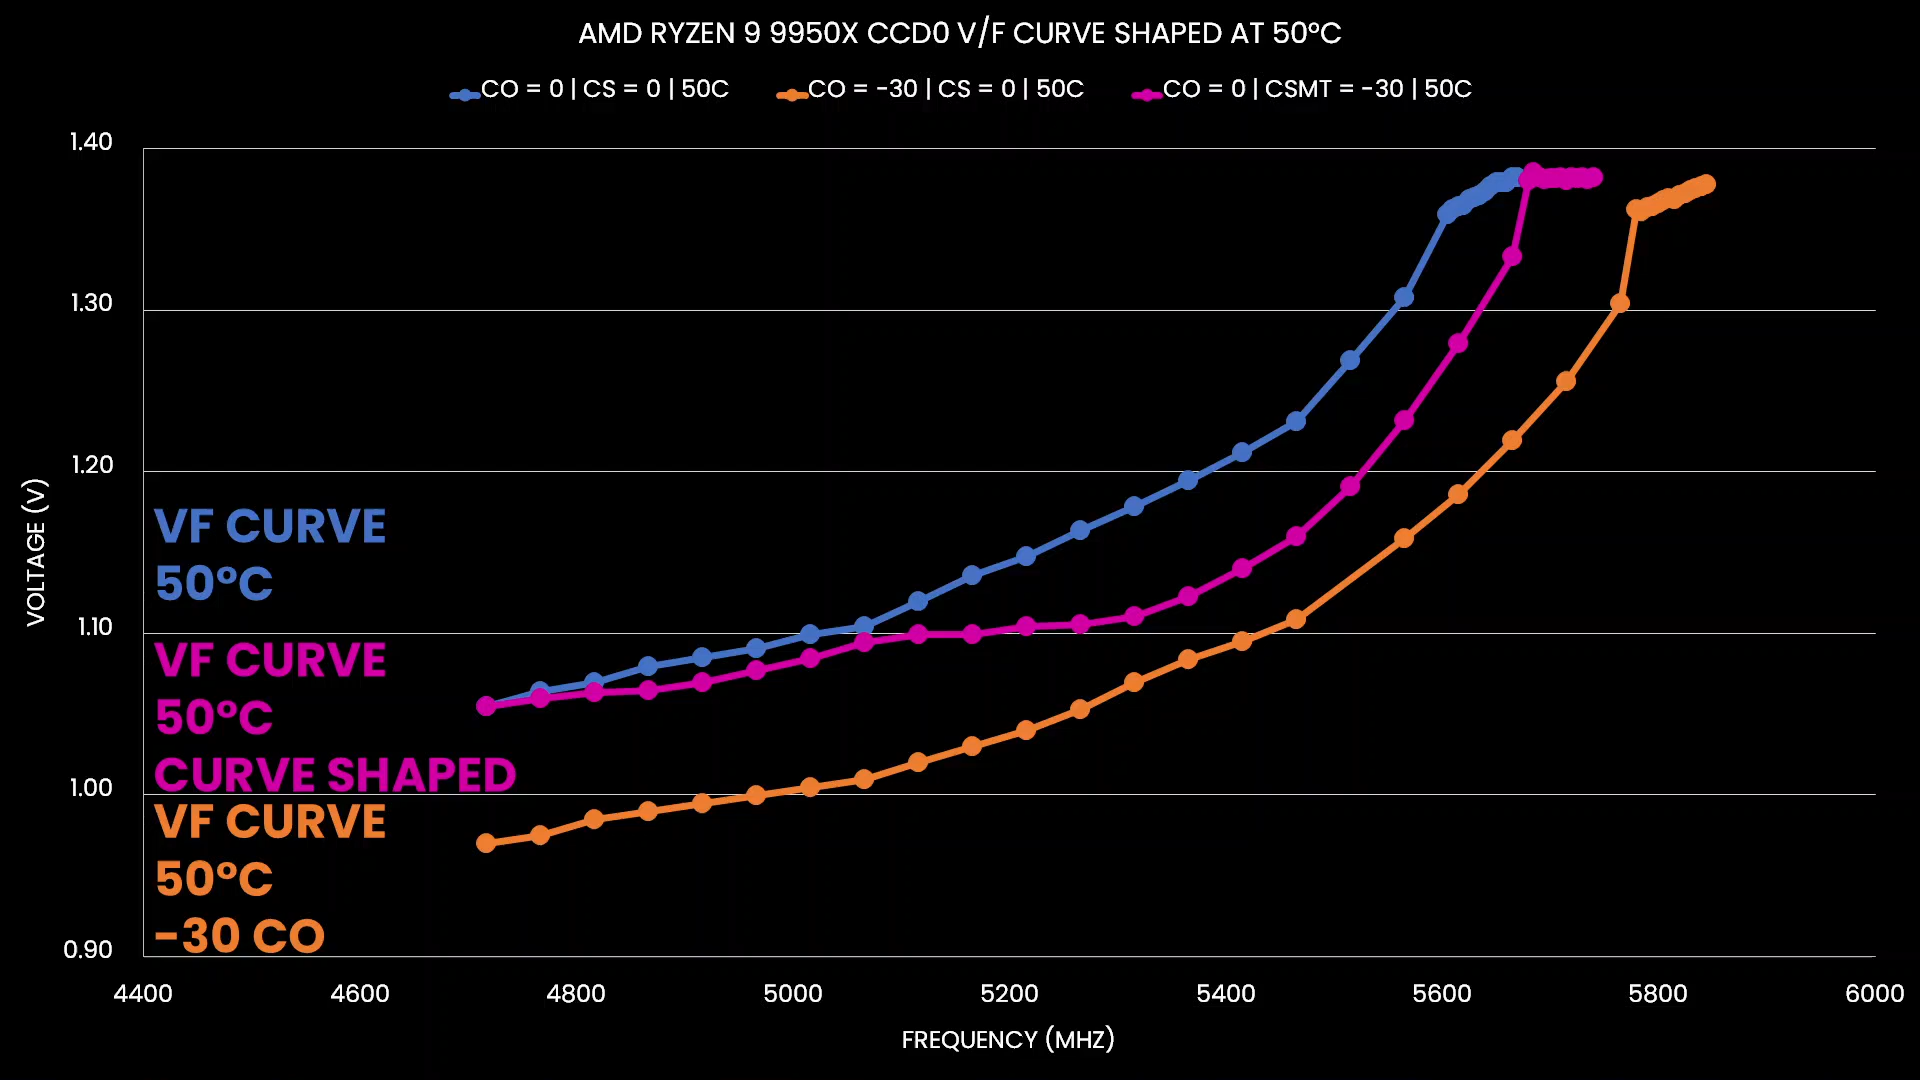 AMD RYZEN 9 9950X CCD0 V/F CURVE SHAPED AT 50°C
CO = 0 | CS = 0 | 50C CO = -30 | CS = 0 | 50C CO = 0 | CSMT = -30 | 50C
1.40
1.30
1.20
1.10
1.00
0.90
VOLTAGE (V)
VF CURVE
50°C
VF CURVE
50°C
CURVE SHAPED
VF CURVE
50°C
-30 CO
4400 4600 4800 5000 5200 5400 5600 5800 6000
FREQUENCY (MHZ)